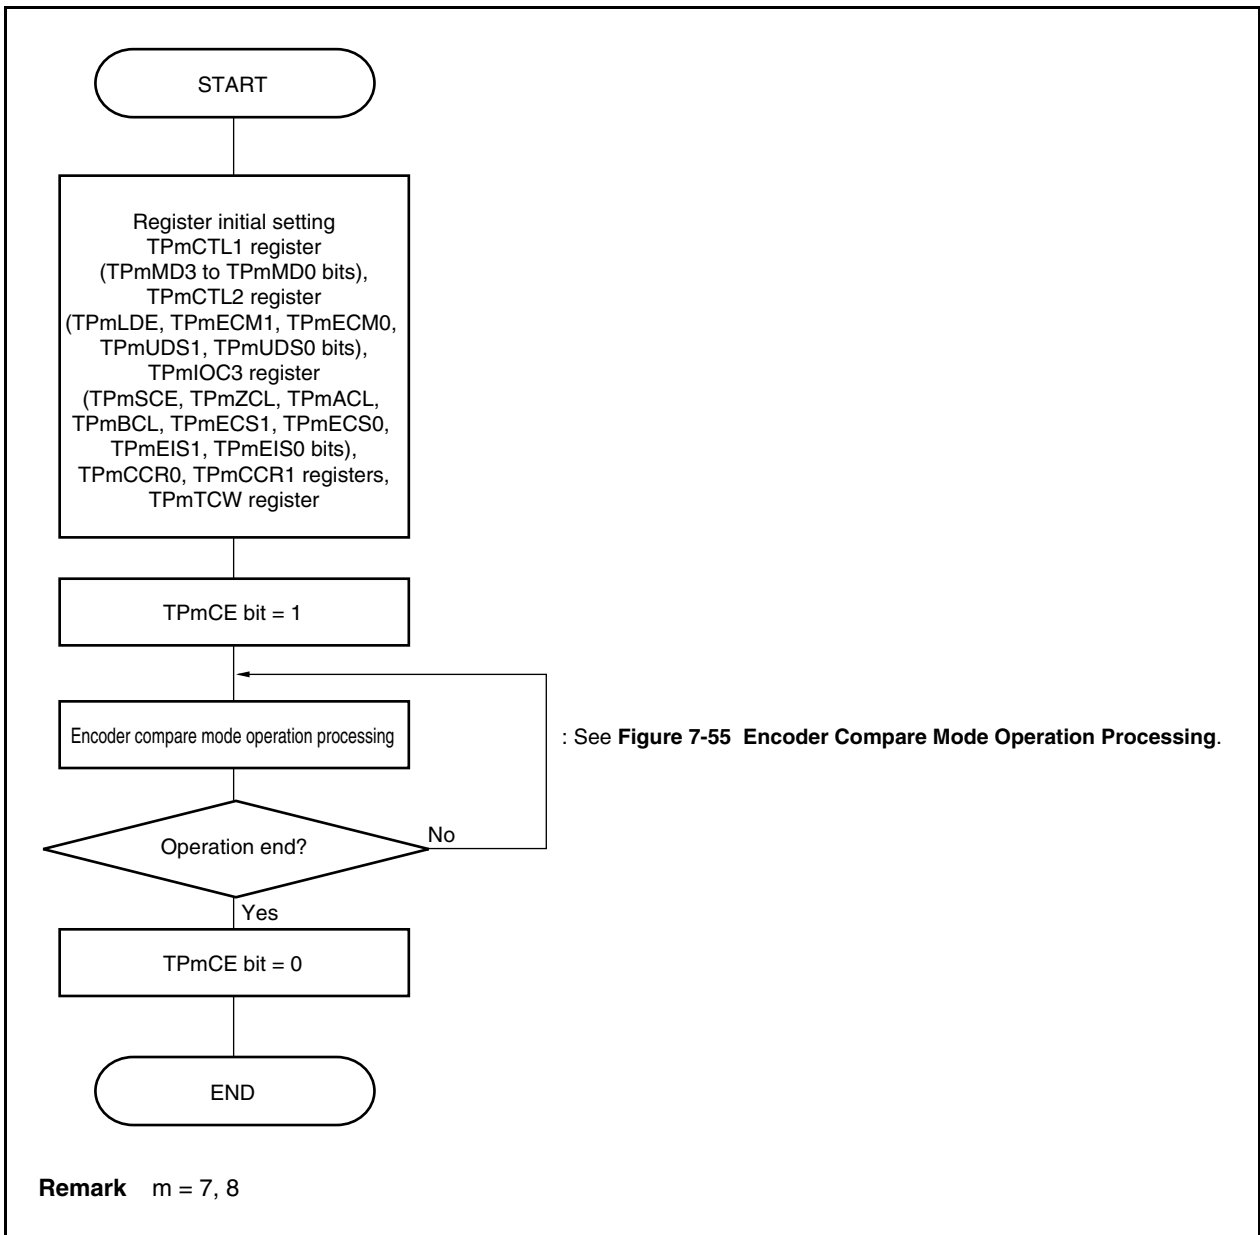 START
Register initial setting
TPmCTL1 register
(TPmMD3 to TPmMD0 bits),
TPmCTL2 register
(TPmLDE, TPmECM1, TPmECM0,
TPmUDS1, TPmUDS0 bits),
TPmIOC3 register
(TPmSCE, TPmZCL, TPmACL,
TPmBCL, TPmECS1, TPmECS0,
TPmEIS1, TPmEIS0 bits),
TPmCCR0, TPmCCR1 registers,
TPmTCW register
TPmCE bit = 1
Encoder compare mode operation processing
: See Figure 7-55 Encoder Compare Mode Operation Processing.
Operation end?
No
Yes
TPmCE bit = 0
END
Remark m = 7, 8